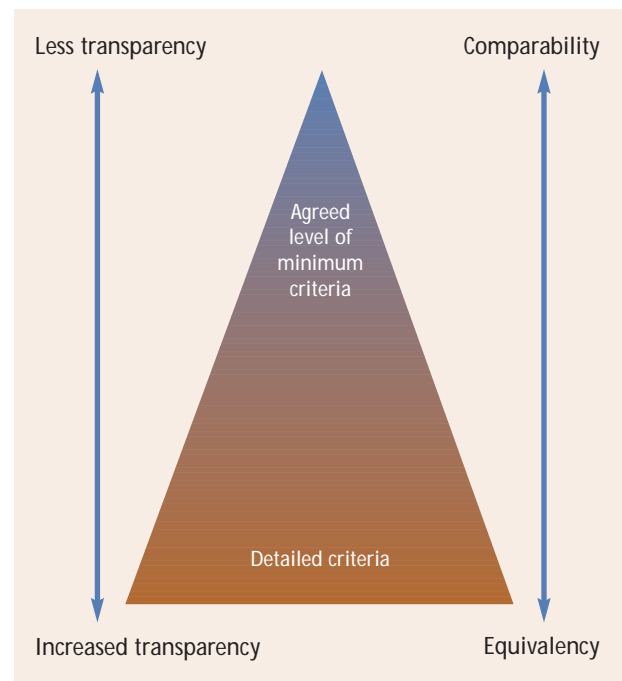 Less transparency
Comparability
Agreed
level of
minimum
criteria
Detailed criteria
Increased transparency
Equivalency